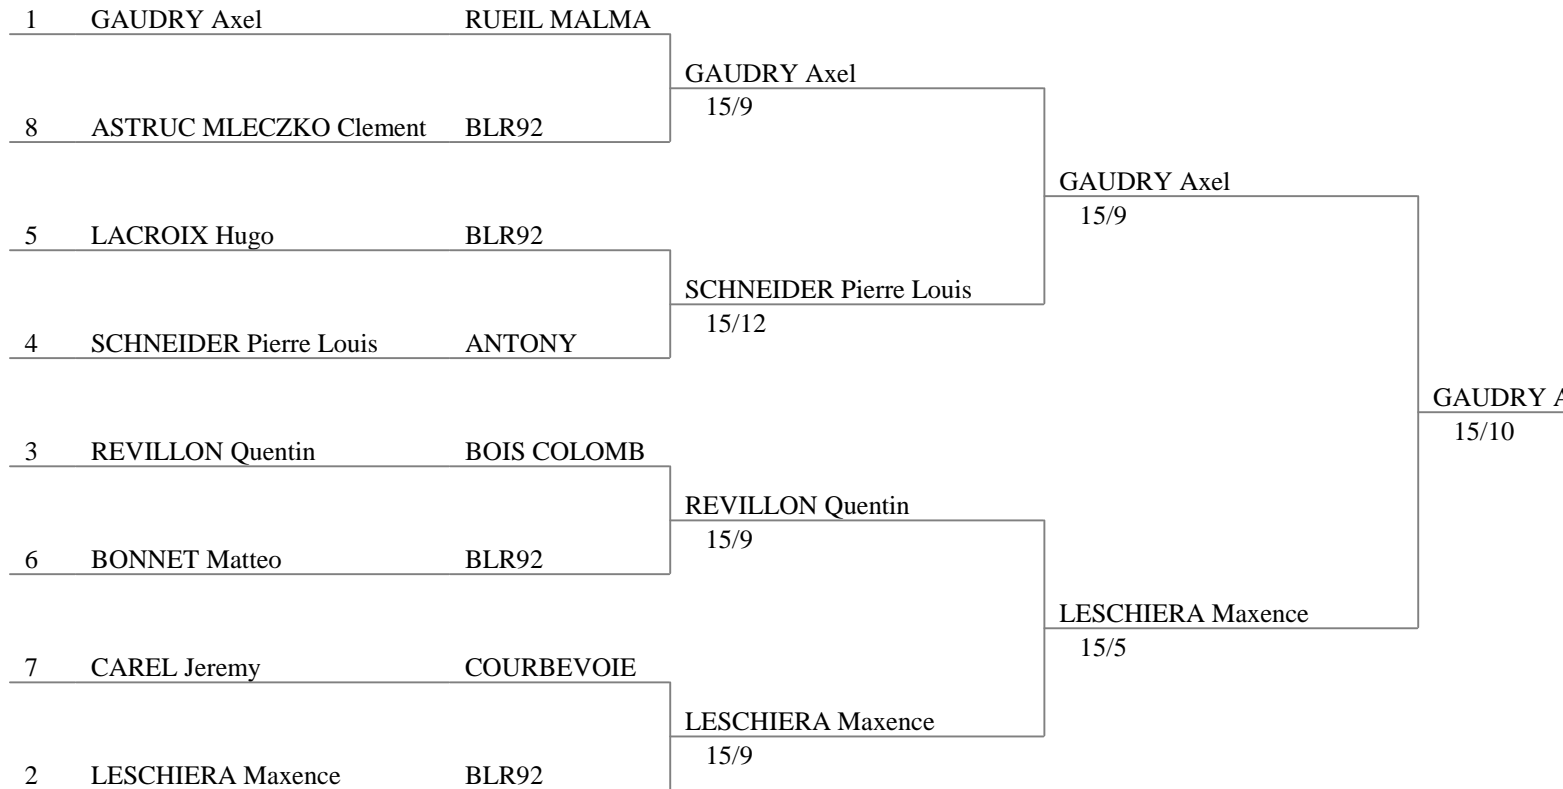 1 GAUDRY Axel RUEIL MALMA
GAUDRY Axel
15/9
8 ASTRUC MLECZKO Clement BLR92
GAUDRY Axel
15/9
5 LACROIX Hugo BLR92
SCHNEIDER Pierre Louis
15/12
4 SCHNEIDER Pierre Louis ANTONY
GAUDRY A
15/10
3 REVILLON Quentin BOIS COLOMB
REVILLON Quentin
15/9
6 BONNET Matteo BLR92
LESCHIERA Maxence
15/5
7 CAREL Jeremy COURBEVOIE
LESCHIERA Maxence
15/9
2 LESCHIERA Maxence BLR92